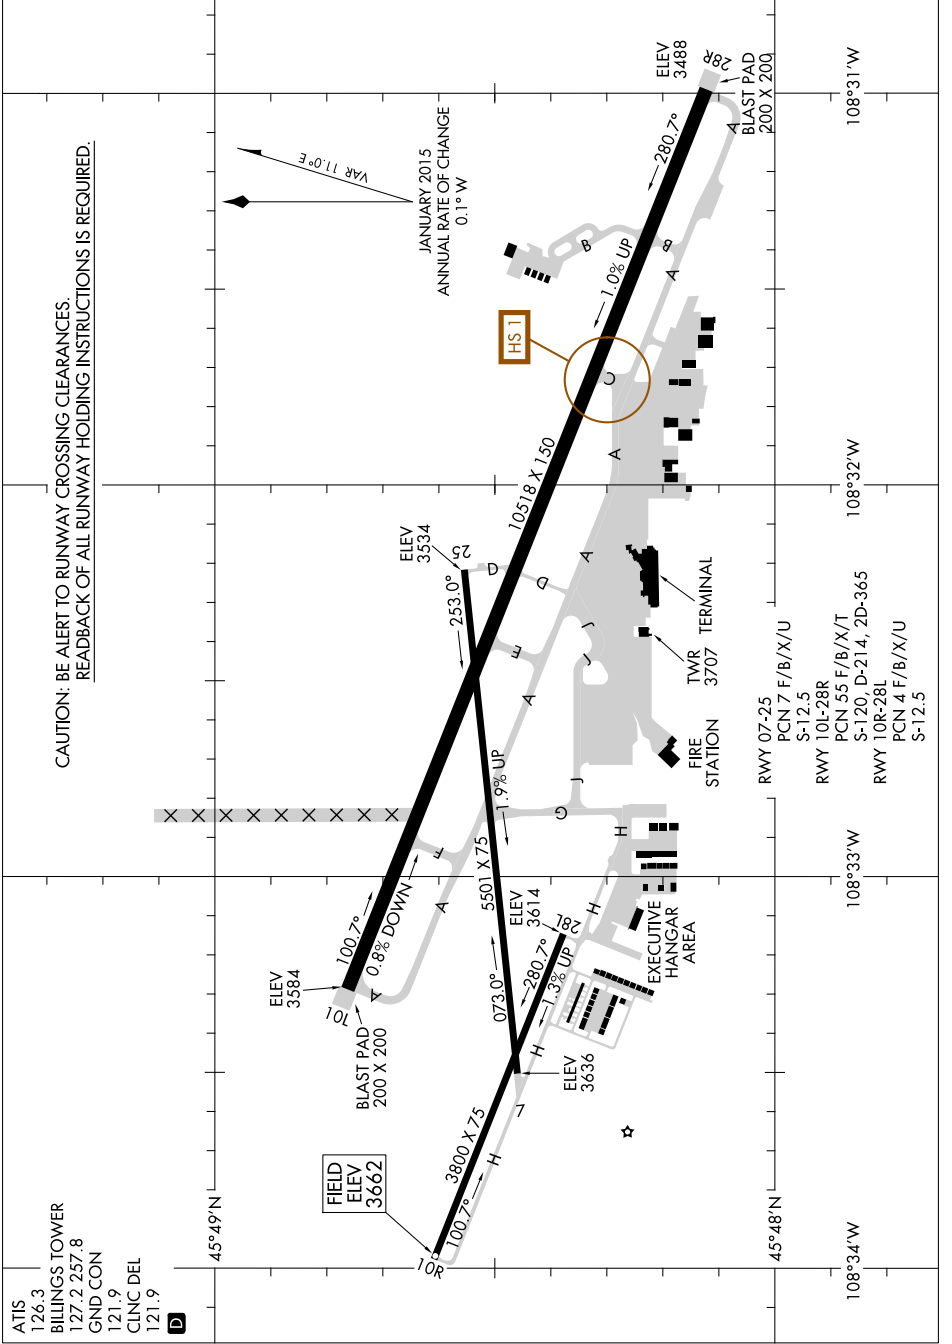 ATIS
126.3
BILLINGS TOWER
127.2 257.8
GND CON
121.9
CLNC DEL
121.9
D
CAUTION: BE ALERT TO RUNWAY CROSSING CLEARANCES.
READBACK OF ALL RUNWAY HOLDING INSTRUCTIONS IS REQUIRED.
VAR 11.0°E
JANUARY 2015
ANNUAL RATE OF CHANGE
0.1° W
45°49'N
45°48'N
108°34'W
108°33'W
108°32'W
108°31'W
FIELD
ELEV
3662
10R
100.7°
3800 X 75
H
H
H
H
L
280.7°
1.3% UP
28L
ELEV
3614
ELEV
3636
073.0°
5501 X 75
1.9% UP
253.0°
25
ELEV
3534
ELEV
3584
10L
BLAST PAD
200 X 200
100.7°
0.8% DOWN
10518 X 150
1.0% UP
280.7°
28R
ELEV
3488
BLAST PAD
200 X 200
A
A
A
A
A
A
A
B
B
C
HS 1
D
D
E
F
G
J
J
J
EXECUTIVE
HANGAR
AREA
FIRE
STATION
TWR
3707
TERMINAL
RWY 07-25
PCN 7 F/B/X/U
S-12.5
RWY 10L-28R
PCN 55 F/B/X/T
S-120, D-214, 2D-365
RWY 10R-28L
PCN 4 F/B/X/U
S-12.5